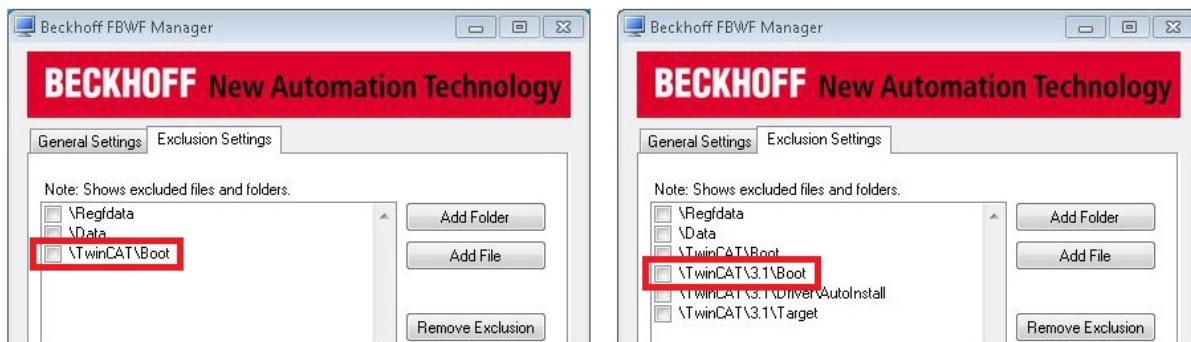 Beckhoff FBWF Manager
BECKHOFF New Automation Technology
General Settings Exclusion Settings
Note: Shows excluded files and folders.
\Regfdata
\Data
\TwinCAT\Boot
Add Folder
Add File
Remove Exclusion
Beckhoff FBWF Manager
BECKHOFF New Automation Technology
General Settings Exclusion Settings
Note: Shows excluded files and folders.
\Regfdata
\Data
\TwinCAT\Boot
\TwinCAT\3.1\Boot
\TwinCAT\3.1\Driver\AutoInstall
\TwinCAT\3.1\Target
Add Folder
Add File
Remove Exclusion